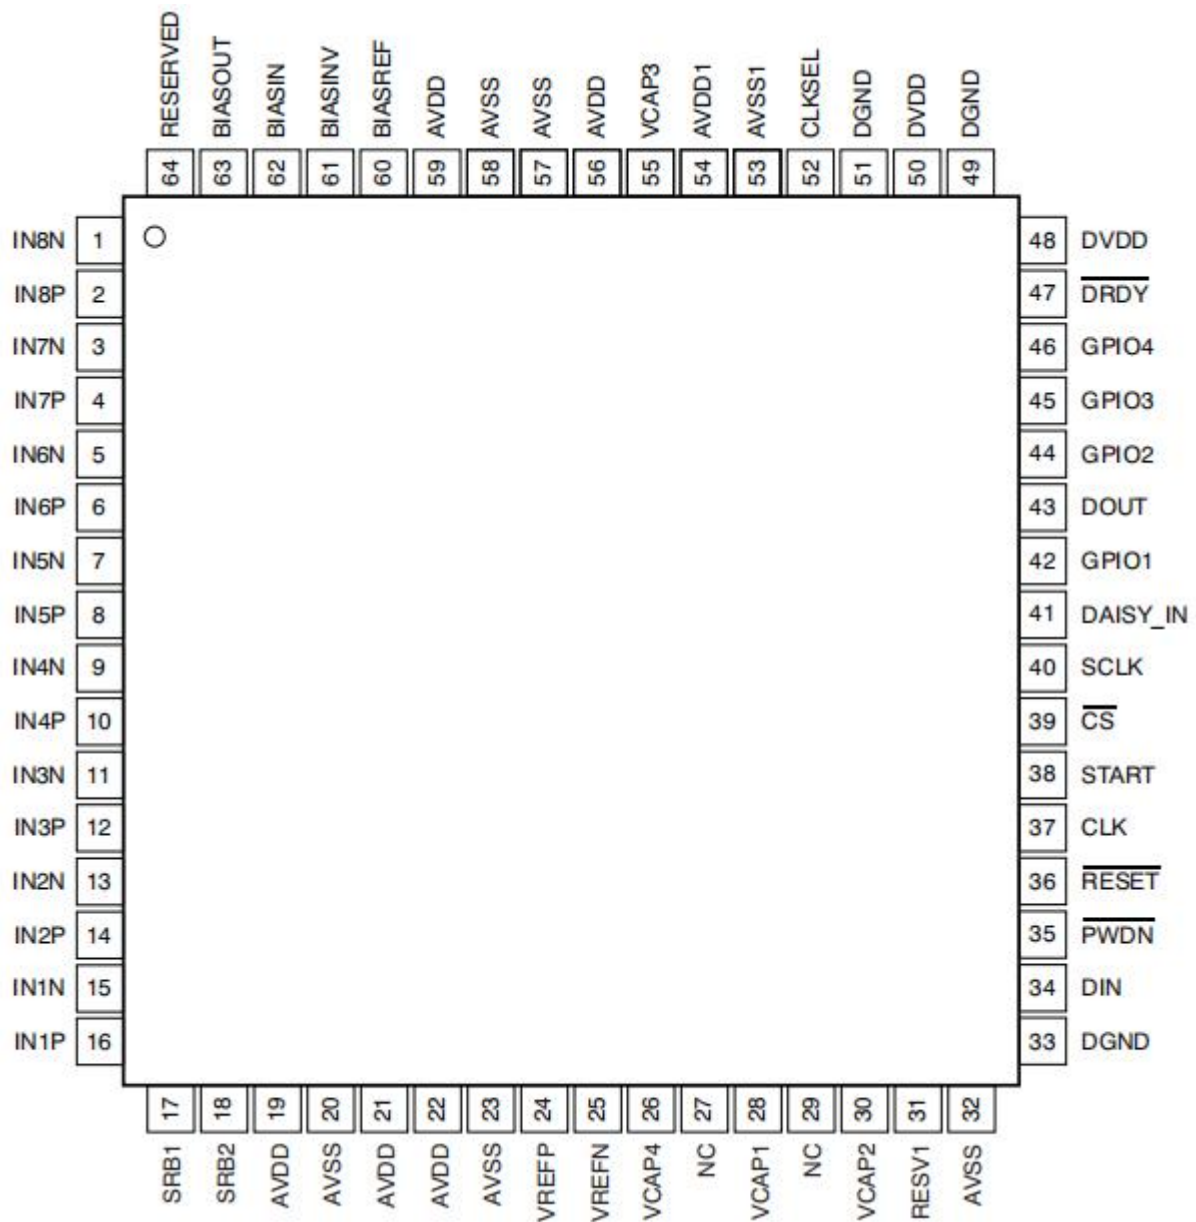 RESERVED BIASOUT BIASIN BIASINV BIASREF AVDD AVSS AVSS AVDD VCAP3 AVDD1 AVSS1 CLKSEL DGND DVDD DGND
64 63 62 61 60 59 58 57 56 55 54 53 52 51 50 49
IN8N 1 48 DVDD
IN8P 2 47 DRDY
IN7N 3 46 GPIO4
IN7P 4 45 GPIO3
IN6N 5 44 GPIO2
IN6P 6 43 DOUT
IN5N 7 42 GPIO1
IN5P 8 41 DAISY_IN
IN4N 9 40 SCLK
IN4P 10 39 CS
IN3N 11 38 START
IN3P 12 37 CLK
IN2N 13 36 RESET
IN2P 14 35 PWDN
IN1N 15 34 DIN
IN1P 16 33 DGND
17 18 19 20 21 22 23 24 25 26 27 28 29 30 31 32
SRB1 SRB2 AVDD AVSS AVDD AVDD AVSS VREFP VREFN VCAP4 NC VCAP1 NC VCAP2 RESV1 AVSS